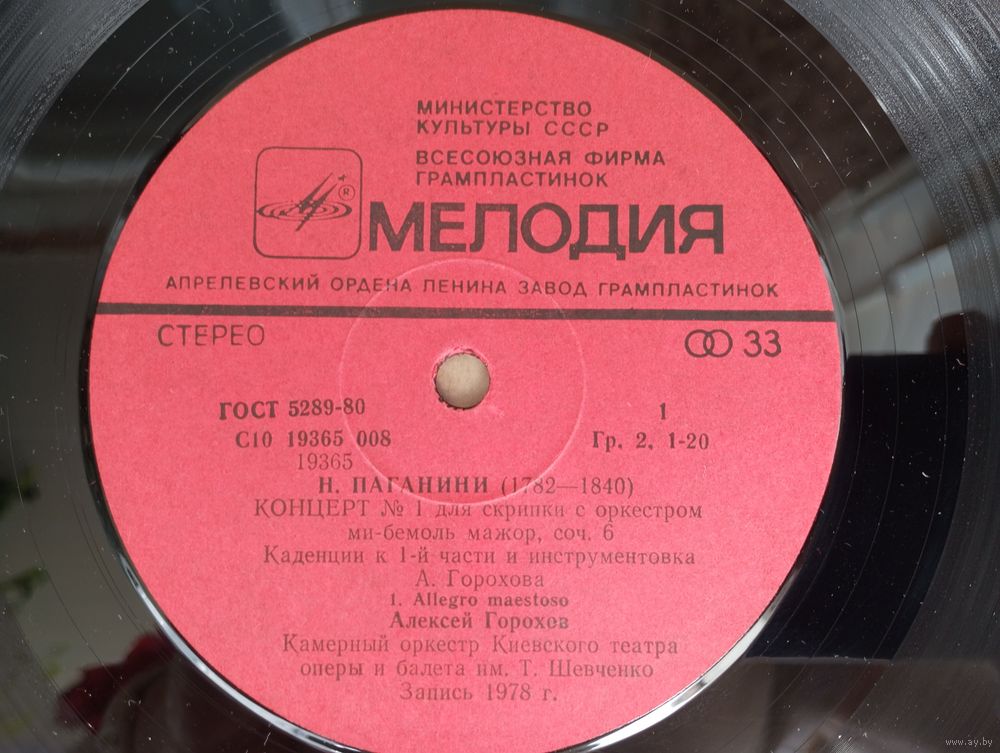 МИНИСТЕРСТВО
КУЛЬТУРЫ СССР
ВСЕСОЮЗНАЯ ФИРМА
ГРАМПЛАСТИНОК
®
МЕЛОДИЯ
АПРЕЛЕВСКИЙ ОРДЕНА ЛЕНИНА ЗАВОД ГРАМПЛАСТИНОК
СТЕРЕО
33
ГОСТ 5289-80
1
С10 19365 008
Гр. 2, 1-20
19365
Н. ПАГАНИНИ (1782—1840)
КОНЦЕРТ № 1 для скрипки с оркестром
ми-бемоль мажор, соч. 6
Каденции к 1-й части и инструментовка
А. Горохова
1. Allegro maestoso
Алексей Горохов
Камерный оркестр Киевского театра
оперы и балета им. Т. Шевченко
Запись 1978 г.
www.ay.by